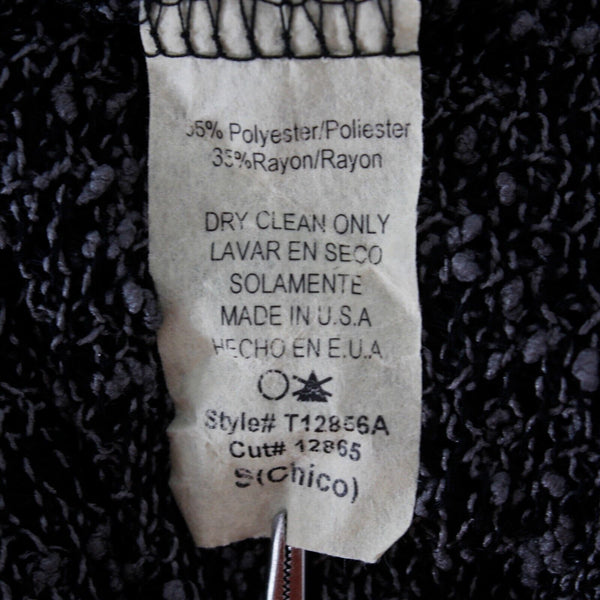 65% Polyester/Poliester
35%Rayon/Rayon
DRY CLEAN ONLY
LAVAR EN SECO
SOLAMENTE
MADE IN U.S.A
HECHO EN E.U.A
Style# T12856A
Cut# 12865
S(Chico)